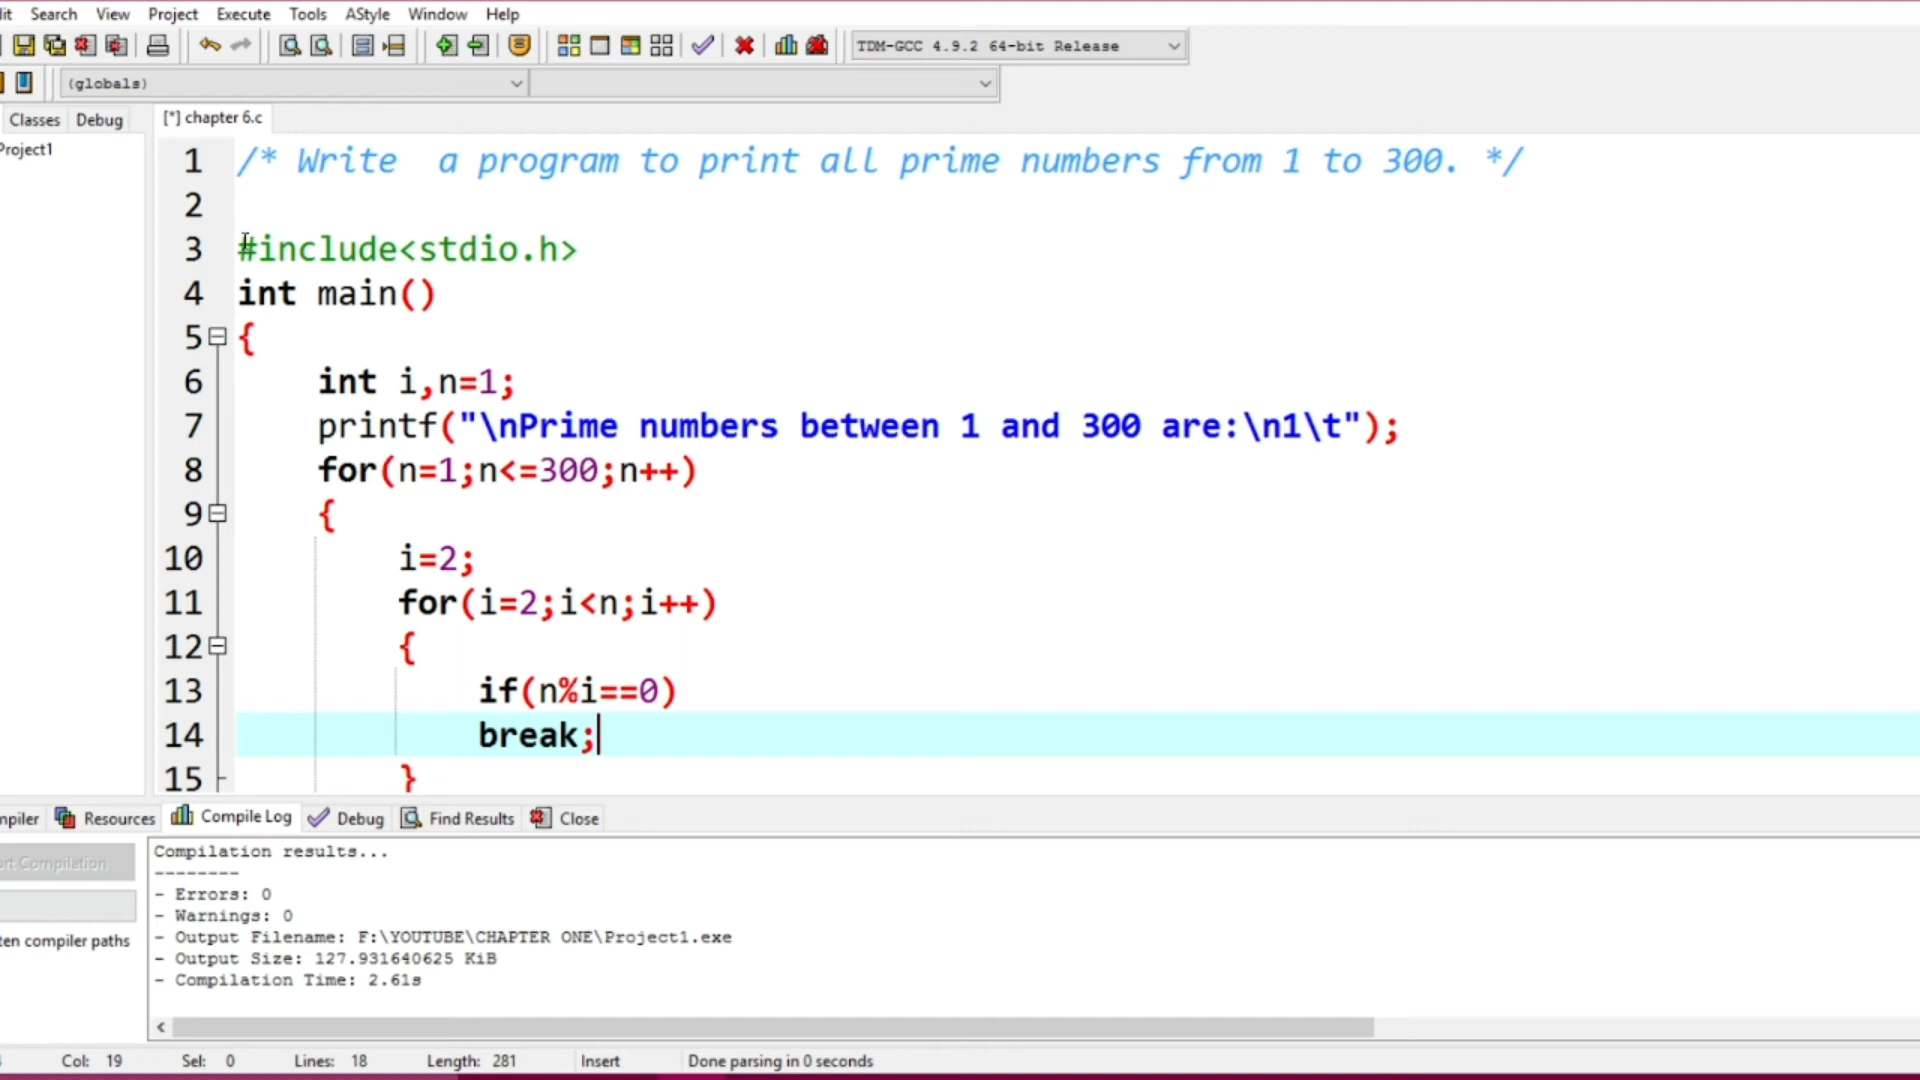 it Search View Project Execute Tools AStyle Window Help
TDM-GCC 4.9.2 64-bit Release
(globals)
Classes Debug [*] chapter 6.c
Project1
1 /* Write  a program to print all prime numbers from 1 to 300. */
2
3 #include<stdio.h>
4 int main()
5 {
6 int i,n=1;
7 printf("\nPrime numbers between 1 and 300 are:\n1\t");
8 for(n=1;n<=300;n++)
9 {
10 i=2;
11 for(i=2;i<n;i++)
12 {
13 if(n%i==0)
14 break;
15 }
mpiler Resources Compile Log Debug Find Results Close
ort Compilation
ten compiler paths
Compilation results...
--------
- Errors: 0
- Warnings: 0
- Output Filename: F:\YOUTUBE\CHAPTER ONE\Project1.exe
- Output Size: 127.931640625 KiB
- Compilation Time: 2.61s
Col: 19 Sel: 0 Lines: 18 Length: 281 Insert Done parsing in 0 seconds